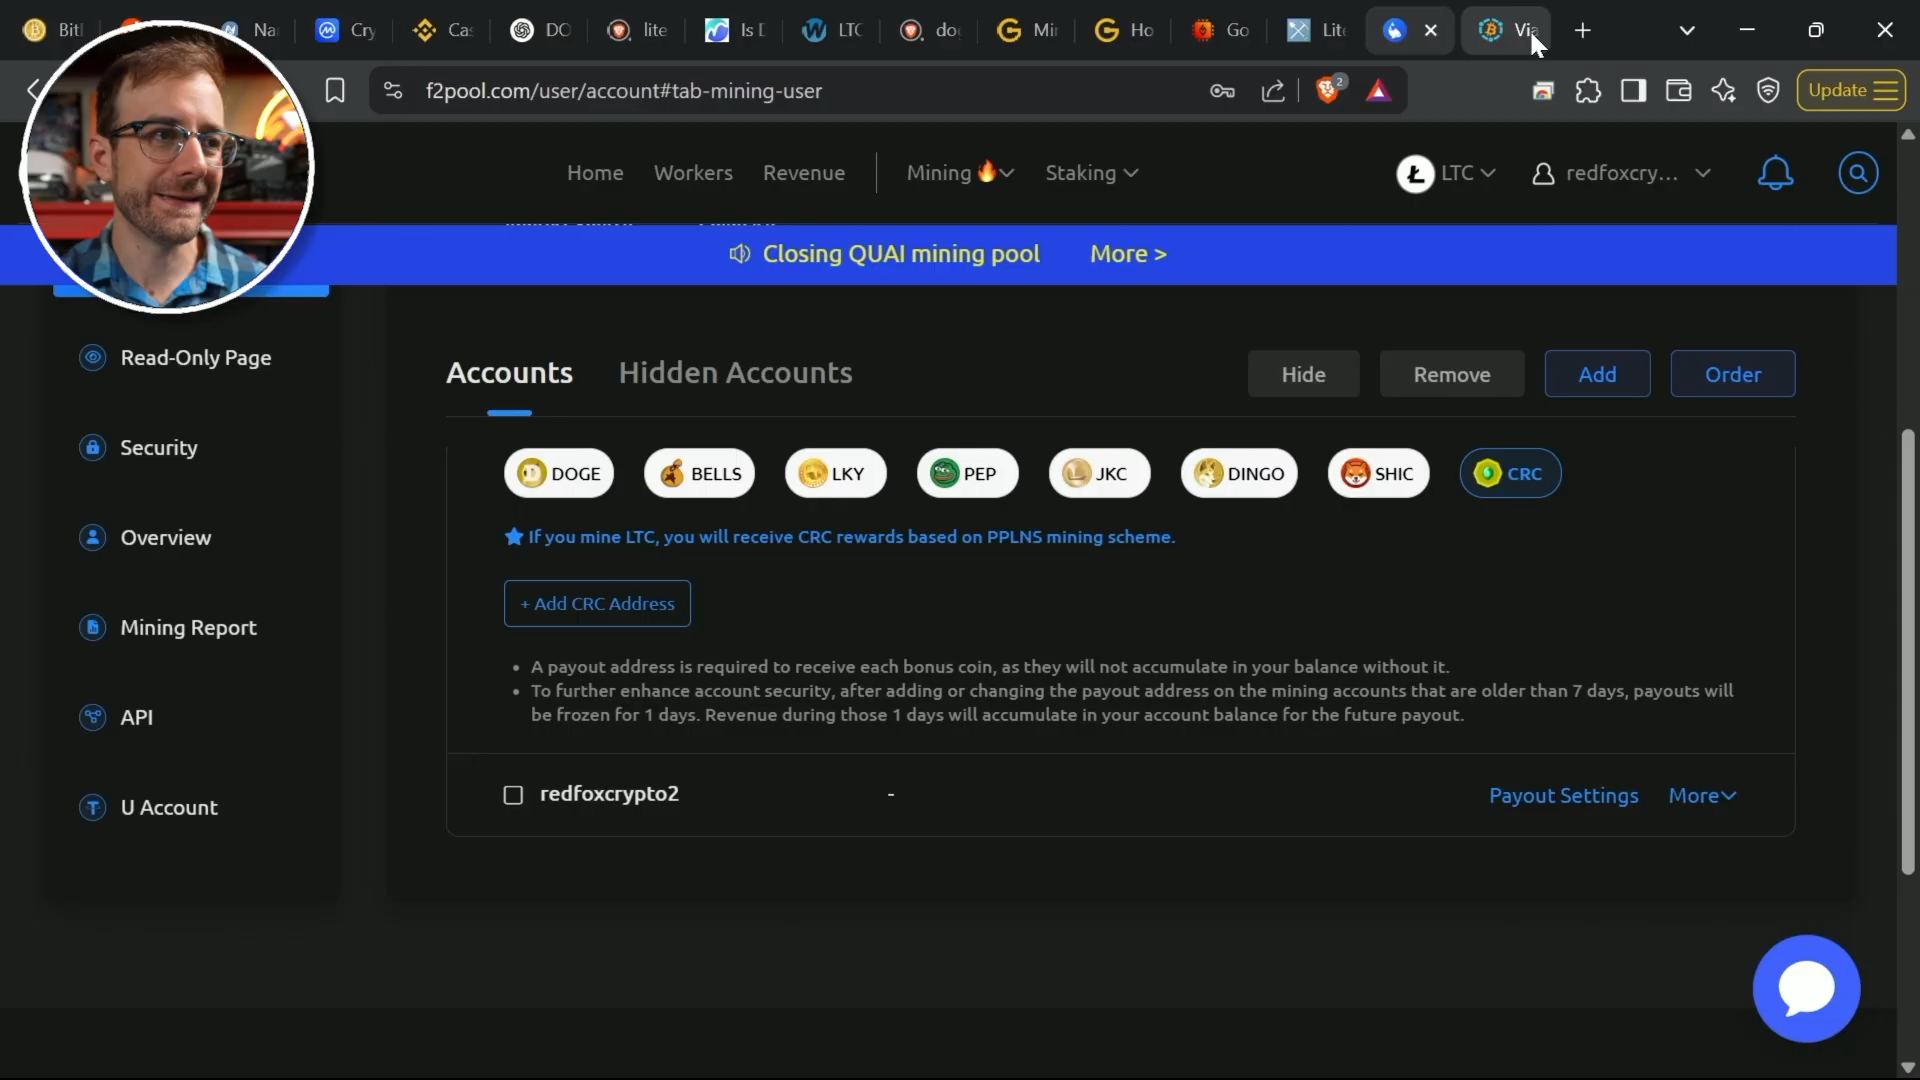 Bit
Na
Cry
Ca
DO
lite
Is D
LTC
do
Mi
Ho
Go
Lit
Via
f2pool.com/user/account#tab-mining-user
2
Update
Home
Workers
Revenue
Mining
Staking
LTC
redfoxcry...
Closing QUAI mining pool
More >
Read-Only Page
Security
Overview
Mining Report
API
U Account
Accounts
Hidden Accounts
Hide
Remove
Add
Order
DOGE
BELLS
LKY
PEP
JKC
DINGO
SHIC
CRC
If you mine LTC, you will receive CRC rewards based on PPLNS mining scheme.
+ Add CRC Address
• A payout address is required to receive each bonus coin, as they will not accumulate in your balance without it.
• To further enhance account security, after adding or changing the payout address on the mining accounts that are older than 7 days, payouts will
be frozen for 1 days. Revenue during those 1 days will accumulate in your account balance for the future payout.
redfoxcrypto2
-
Payout Settings
More